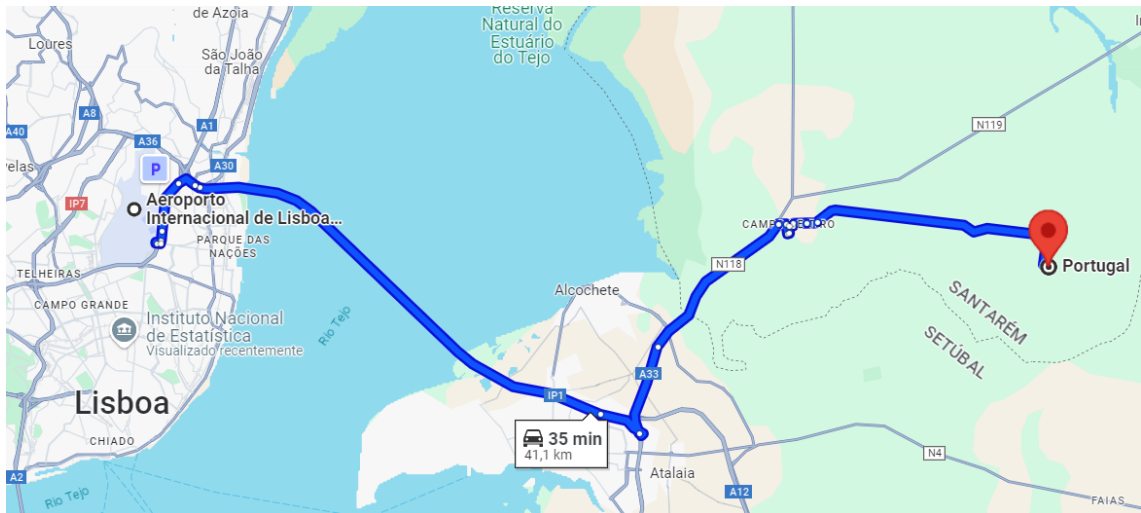 de Azoia
Reserva
Natural do
Estuário
do Tejo
Loures
São João
da Talha
A8
A1
A40
A36
N119
A30
P
IP7
Aeroporto
Internacional de Lisboa...
PARQUE DAS
NAÇÕES
N118
Portugal
TELHEIRAS
Alcochete
SANTARÉM
SETÚBAL
CAMPO GRANDE
Instituto Nacional
de Estatística
Visualizado recentemente
Rio Tejo
A33
Lisboa
IP1
35 min
41,1 km
CHIADO
Atalaia
N4
A2
Rio Tejo
A12
FAIAS